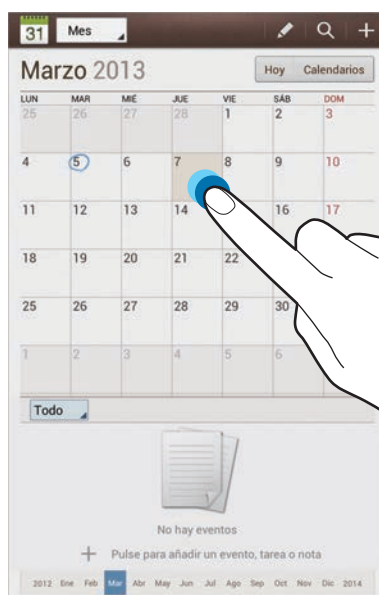 31 Mes
Marzo 2013 Hoy Calendarios
LUN MAR MIÉ JUE VIE SÁB DOM
25 26 27 28 1 2 3
4 5 6 7 8 9 10
11 12 13 14 16 17
18 19 20 21 22
25 26 27 28 29 30
1 2 3 4 5 6
Todo
No hay eventos
Pulse para añadir un evento, tarea o nota
2012 Ene Feb Mar Abr May Jun Jul Ago Sep Oct Nov Dic 2014